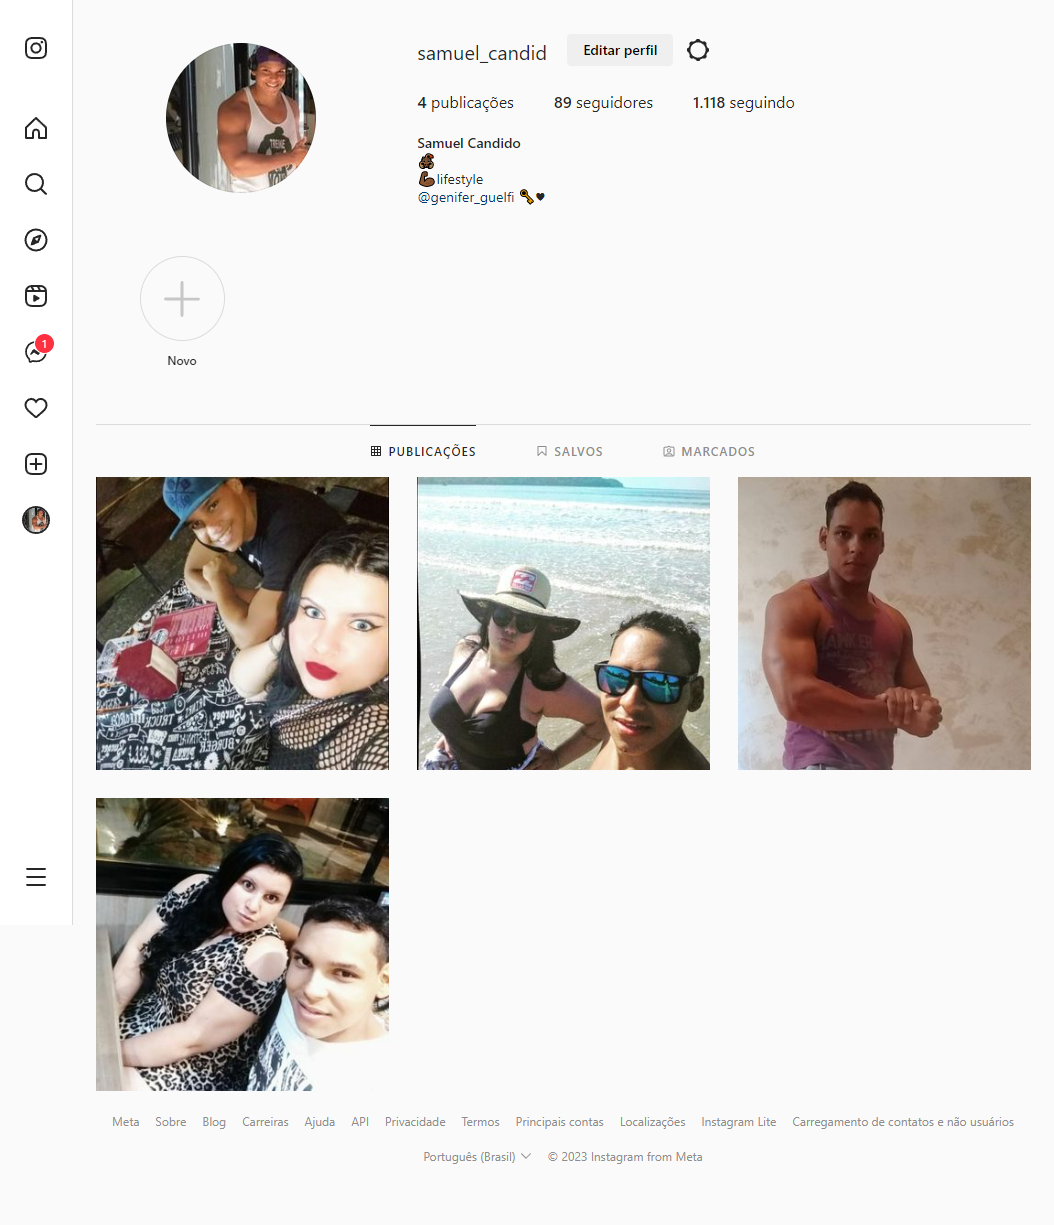 samuel_candid Editar perfil
4 publicações 89 seguidores 1.118 seguindo
Samuel Candido
💪🏾lifestyle
@genifer_guelfi 🗝♥
1
Novo
PUBLICAÇÕES SALVOS MARCADOS
Meta Sobre Blog Carreiras Ajuda API Privacidade Termos Principais contas Localizações Instagram Lite Carregamento de contatos e não usuários
Português (Brasil) © 2023 Instagram from Meta